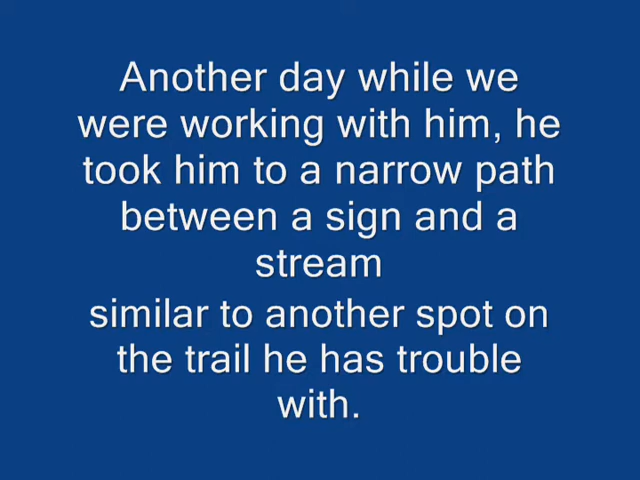 Another day while we
were working with him, he
took him to a narrow path
between a sign and a
stream
similar to another spot on
the trail he has trouble
with.